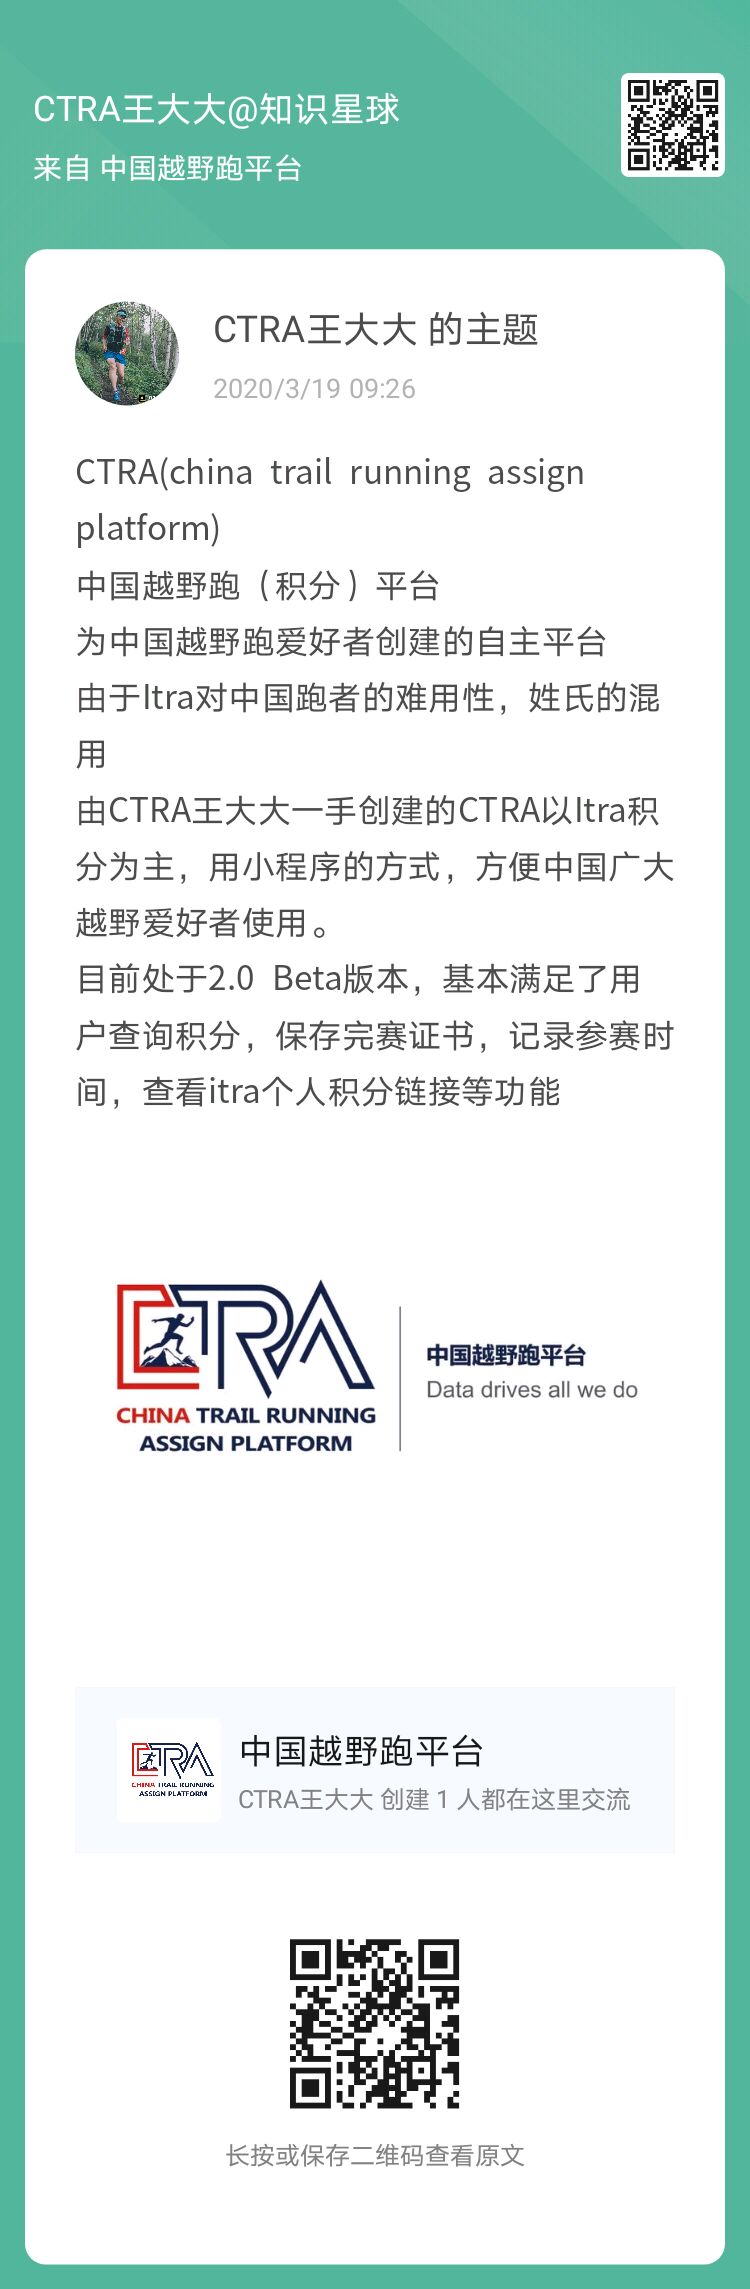 CTRA王大大@知识星球
来自 中国越野跑平台
CTRA王大大 的主题
2020/3/19 09:26
CTRA(china trail running assign
platform)
中国越野跑（积分）平台
为中国越野跑爱好者创建的自主平台
由于Itra对中国跑者的难用性，姓氏的混
用
由CTRA王大大一手创建的CTRA以Itra积
分为主，用小程序的方式，方便中国广大
越野爱好者使用。
目前处于2.0 Beta版本，基本满足了用
户查询积分，保存完赛证书，记录参赛时
间，查看itra个人积分链接等功能
CTRA
CHINA TRAIL RUNNING
ASSIGN PLATFORM
中国越野跑平台
Data drives all we do
CTRA
CHINA TRAIL RUNNING
ASSIGN PLATFORM
中国越野跑平台
CTRA王大大 创建 1 人都在这里交流
长按或保存二维码查看原文